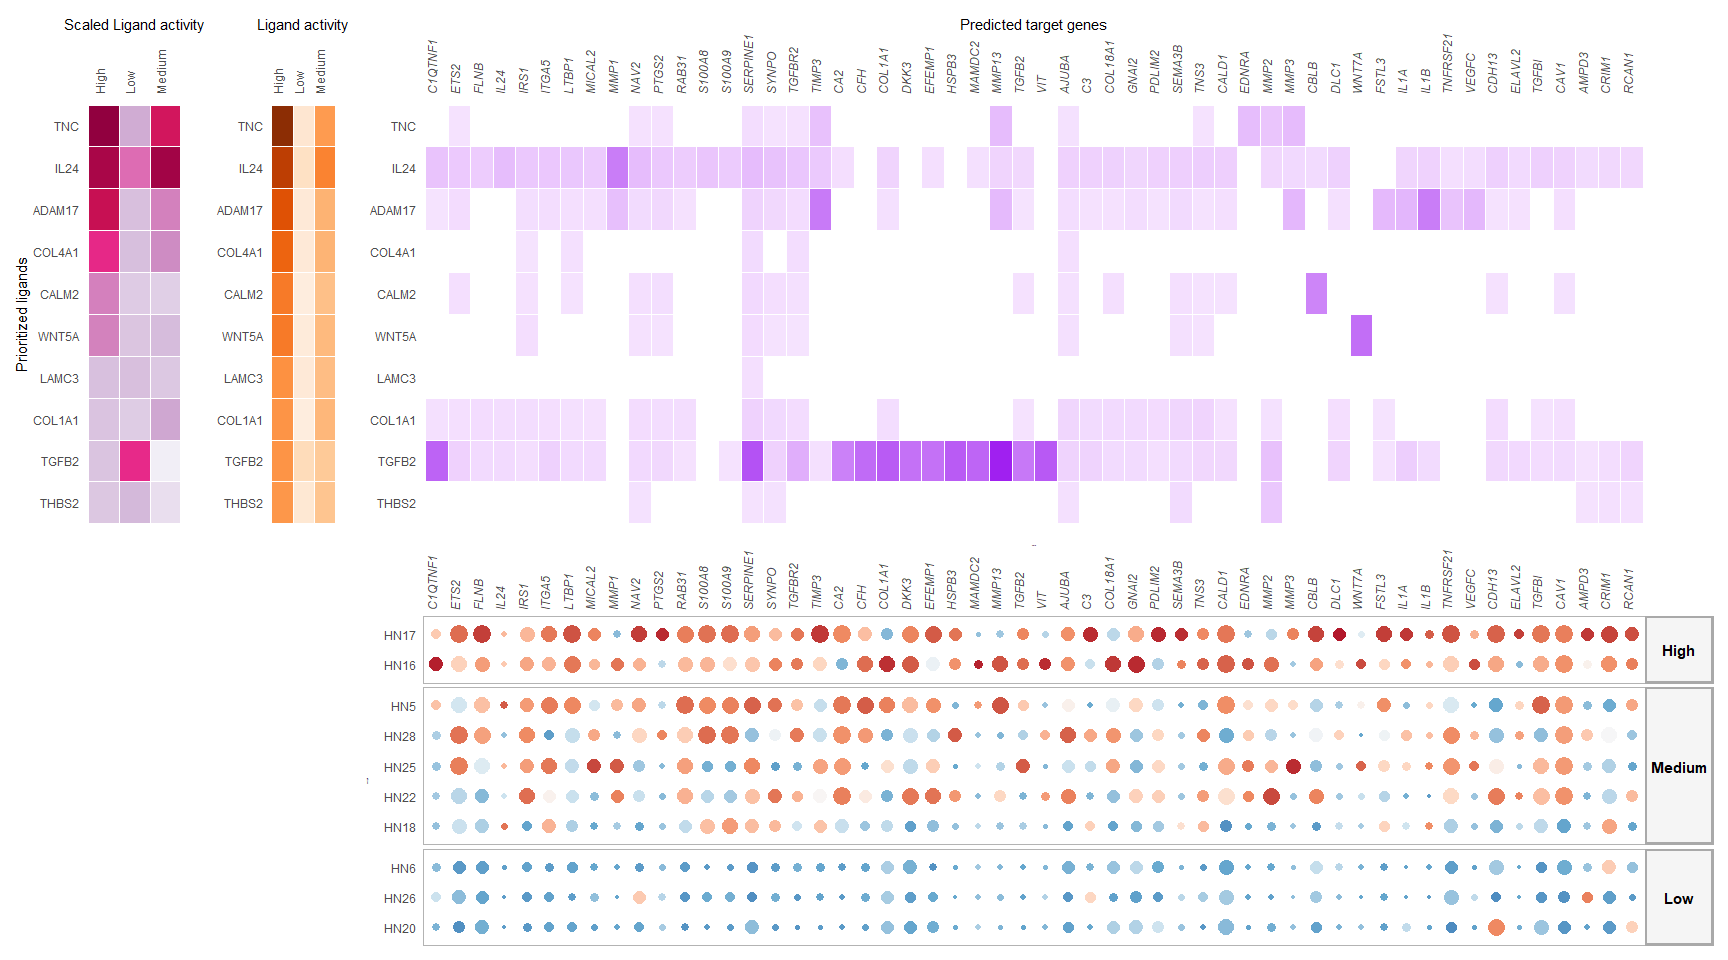 Scaled Ligand activity
Ligand activity
Predicted target genes
High Low Medium
High Low Medium
C1QTNF1 ETS2 FLNB IL24 IRS1 ITGA5 LTBP1 MICAL2 MMP1 NAV2 PTGS2 RAB31 S100A8 S100A9 SERPINE1 SYNPO TGFBR2 TIMP3 CA2 CFH COL1A1 DKK3 EFEMP1 HSPB3 MAMDC2 MMP13 TGFB2 VIT AJUBA C3 COL18A1 GNAI2 PDLIM2 SEMA3B TNS3 CALD1 EDNRA MMP2 MMP3 CBLB DLC1 WNT7A FSTL3 IL1A IL1B TNFRSF21 VEGFC CDH13 ELAVL2 TGFBI CAV1 AMPD3 CRIM1 RCAN1
Prioritized ligands
TNC TNC TNC
IL24 IL24 IL24
ADAM17 ADAM17 ADAM17
COL4A1 COL4A1 COL4A1
CALM2 CALM2 CALM2
WNT5A WNT5A WNT5A
LAMC3 LAMC3 LAMC3
COL1A1 COL1A1 COL1A1
TGFB2 TGFB2 TGFB2
THBS2 THBS2 THBS2
C1QTNF1 ETS2 FLNB IL24 IRS1 ITGA5 LTBP1 MICAL2 MMP1 NAV2 PTGS2 RAB31 S100A8 S100A9 SERPINE1 SYNPO TGFBR2 TIMP3 CA2 CFH COL1A1 DKK3 EFEMP1 HSPB3 MAMDC2 MMP13 TGFB2 VIT AJUBA C3 COL18A1 GNAI2 PDLIM2 SEMA3B TNS3 CALD1 EDNRA MMP2 MMP3 CBLB DLC1 WNT7A FSTL3 IL1A IL1B TNFRSF21 VEGFC CDH13 ELAVL2 TGFBI CAV1 AMPD3 CRIM1 RCAN1
HN17
HN16
High
HN5
HN28
HN25
HN22
HN18
Medium
HN6
HN26
HN20
Low